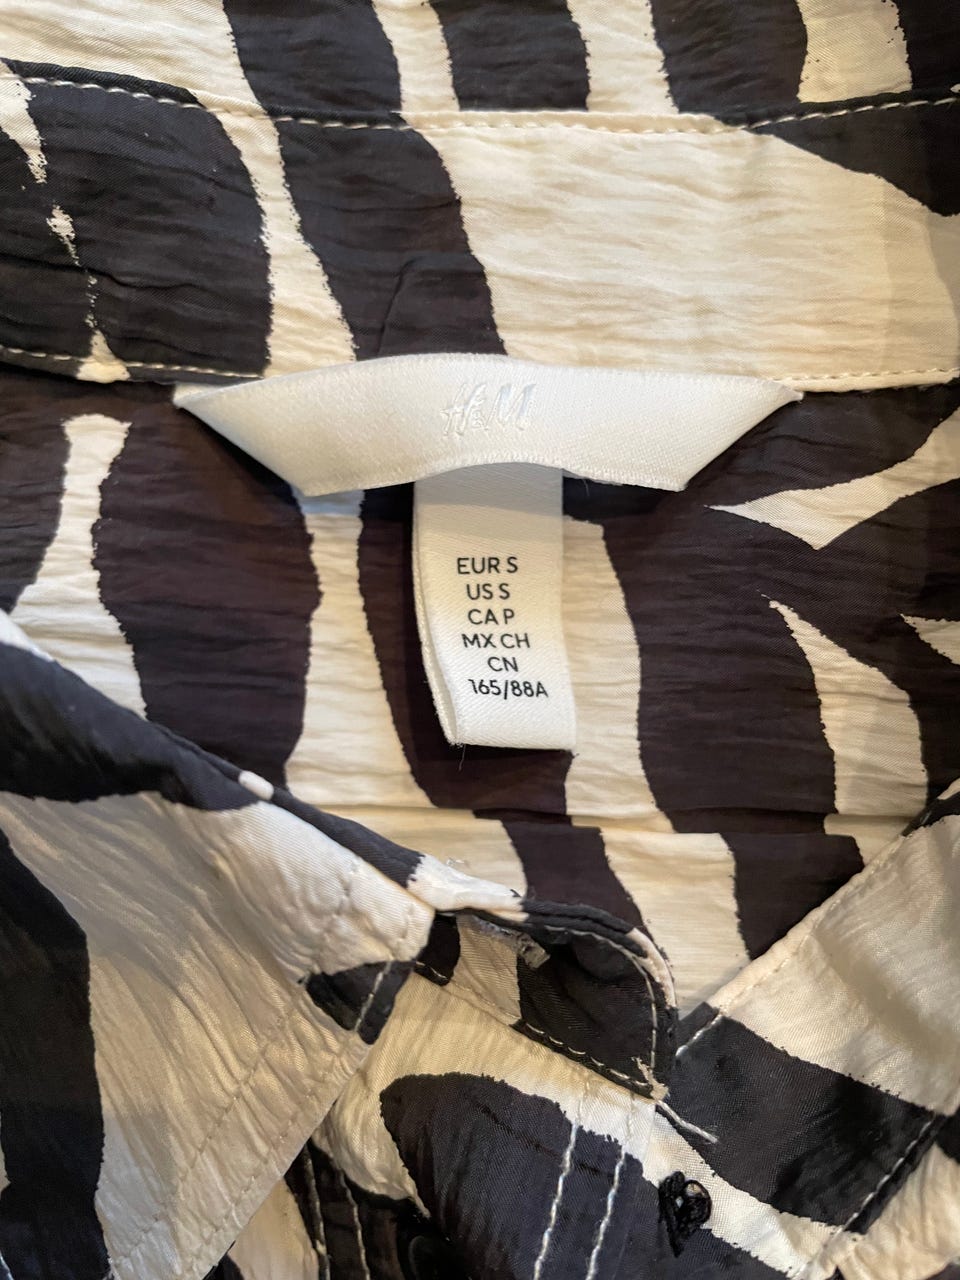 H&M
EUR S
US S
CA P
MX CH
CN
165/88A